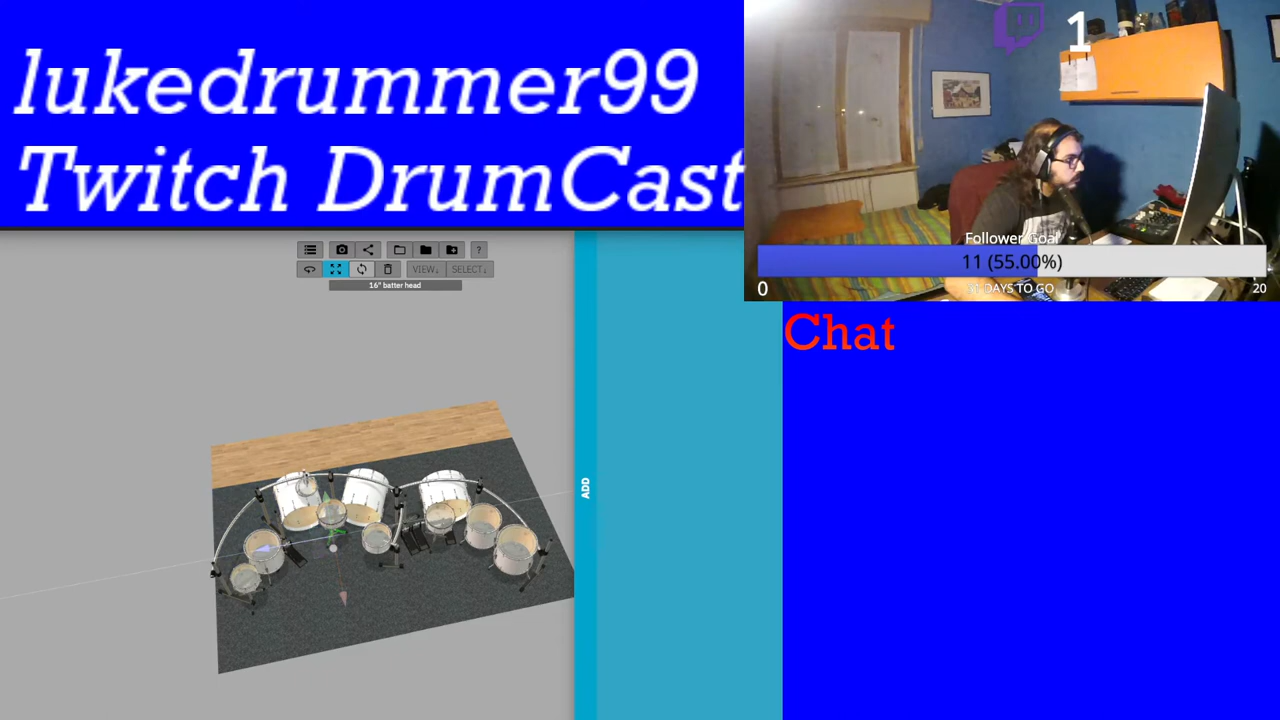 lukedrummer99
Twitch DrumCast
1
Follower Goal
11 (55.00%)
0
DAYS TO GO
20
?
VIEW↓
SELECT↓
16" batter head
Chat
ADD